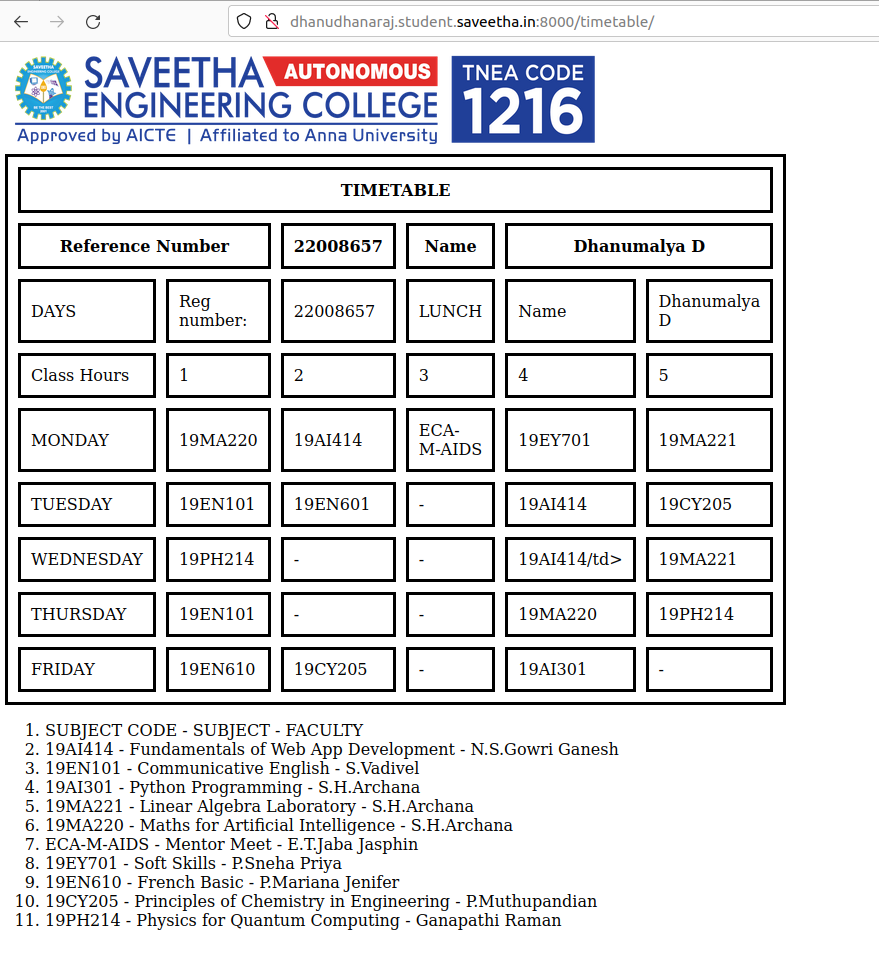 dhanudhanaraj.student.saveetha.in:8000/timetable/
SAVEETHA AUTONOMOUS
ENGINEERING COLLEGE
Approved by AICTE | Affiliated to Anna University
TNEA CODE
1216
TIMETABLE
Reference Number 22008657 Name Dhanumalya D
DAYS Reg number: 22008657 LUNCH Name Dhanumalya D
Class Hours 1 2 3 4 5
MONDAY 19MA220 19AI414 ECA-M-AIDS 19EY701 19MA221
TUESDAY 19EN101 19EN601 - 19AI414 19CY205
WEDNESDAY 19PH214 - - 19AI414/td> 19MA221
THURSDAY 19EN101 - - 19MA220 19PH214
FRIDAY 19EN610 19CY205 - 19AI301 -
1. SUBJECT CODE - SUBJECT - FACULTY
2. 19AI414 - Fundamentals of Web App Development - N.S.Gowri Ganesh
3. 19EN101 - Communicative English - S.Vadivel
4. 19AI301 - Python Programming - S.H.Archana
5. 19MA221 - Linear Algebra Laboratory - S.H.Archana
6. 19MA220 - Maths for Artificial Intelligence - S.H.Archana
7. ECA-M-AIDS - Mentor Meet - E.T.Jaba Jasphin
8. 19EY701 - Soft Skills - P.Sneha Priya
9. 19EN610 - French Basic - P.Mariana Jenifer
10. 19CY205 - Principles of Chemistry in Engineering - P.Muthupandian
11. 19PH214 - Physics for Quantum Computing - Ganapathi Raman